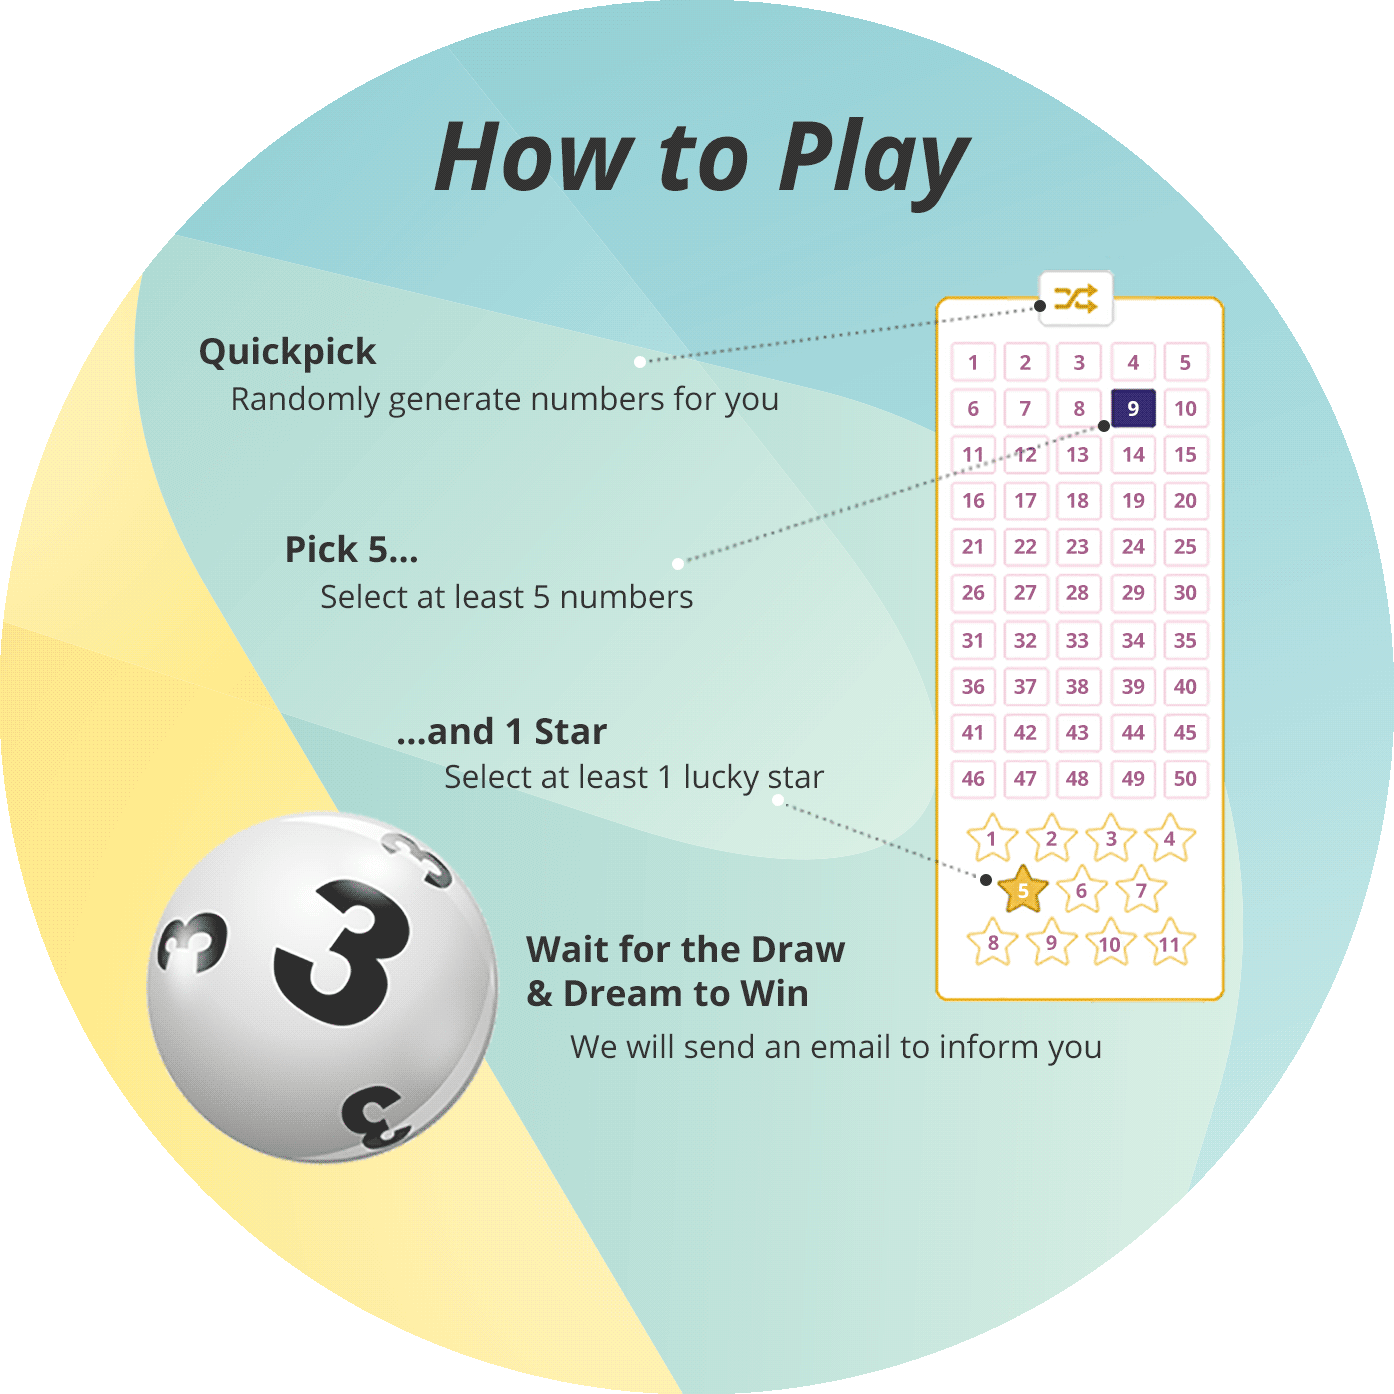 How to Play
Quickpick
Randomly generate numbers for you
Pick 5...
Select at least 5 numbers
...and 1 Star
Select at least 1 lucky star
Wait for the Draw
& Dream to Win
We will send an email to inform you
1 2 3 4 5
6 7 8 9 10
11 12 13 14 15
16 17 18 19 20
21 22 23 24 25
26 27 28 29 30
31 32 33 34 35
36 37 38 39 40
41 42 43 44 45
46 47 48 49 50
1 2 3 4
5 6 7
8 9 10 11
3
3
3
3